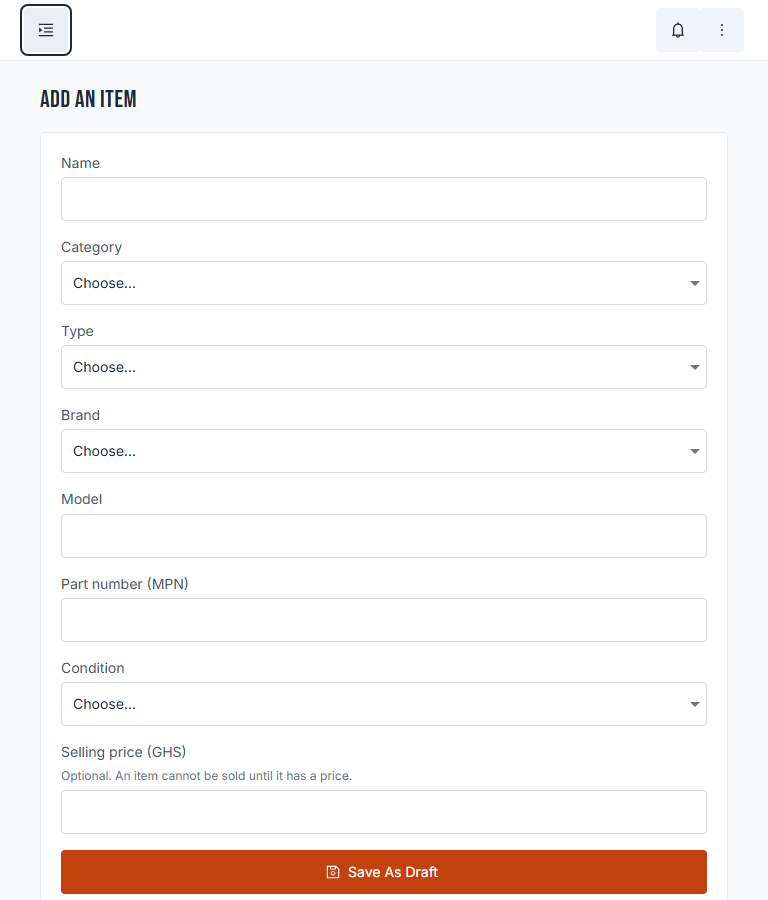 ADD AN ITEM
Name
Category
Choose...
Type
Choose...
Brand
Choose...
Model
Part number (MPN)
Condition
Choose...
Selling price (GHS)
Optional. An item cannot be sold until it has a price.
Save As Draft